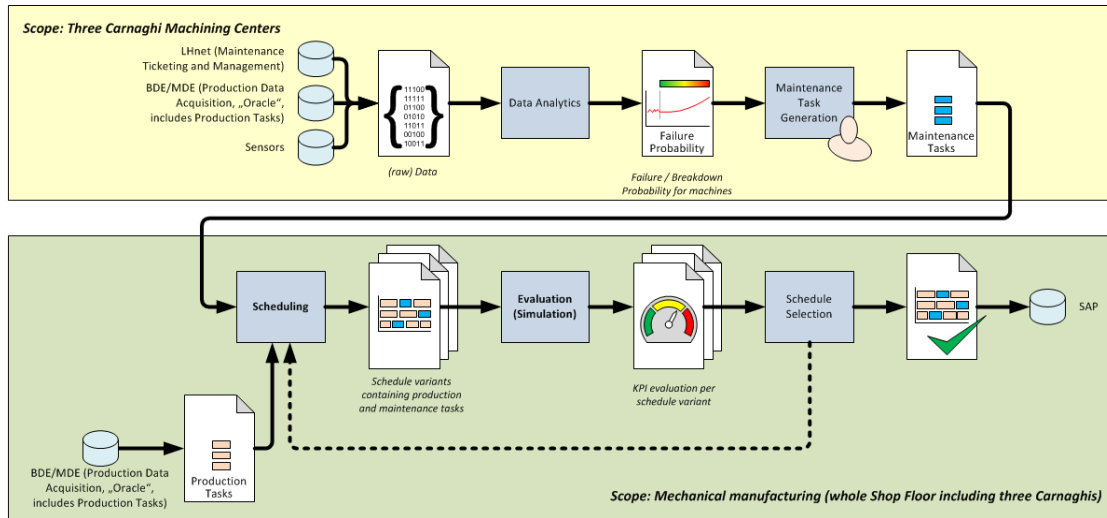 Scope: Three Carnaghi Machining Centers
LHnet (Maintenance
Ticketing and Management)
BDE/MDE (Production Data
Acquisition, „Oracle“,
includes Production Tasks)
Sensors
{ }
11100
11111
01100
01010
11011
00100
10011
(raw) Data
Data Analytics
Failure
Probability
Failure / Breakdown
Probability for machines
Maintenance
Task
Generation
Maintenance
Tasks
Scheduling
Schedule variants
containing production
and maintenance tasks
Evaluation
(Simulation)
KPI evaluation per
schedule variant
Schedule
Selection
SAP
BDE/MDE (Production Data
Acquisition, „Oracle“,
includes Production Tasks)
Production
Tasks
Scope: Mechanical manufacturing (whole Shop Floor including three Carnaghis)